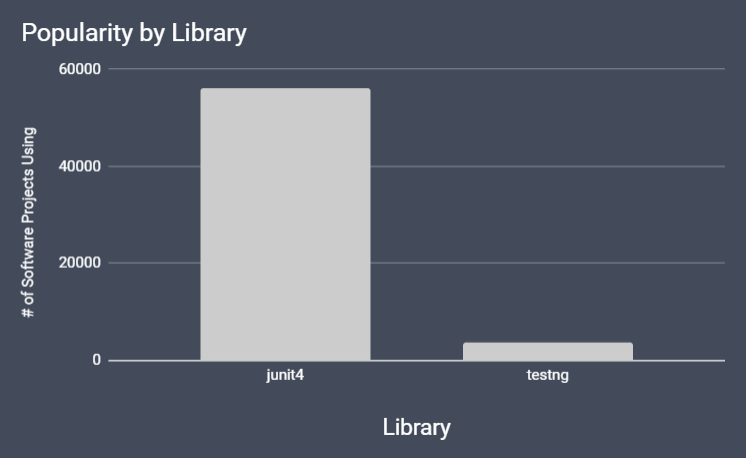 Popularity by Library
# of Software Projects Using
60000
40000
20000
0
junit4
testng
Library